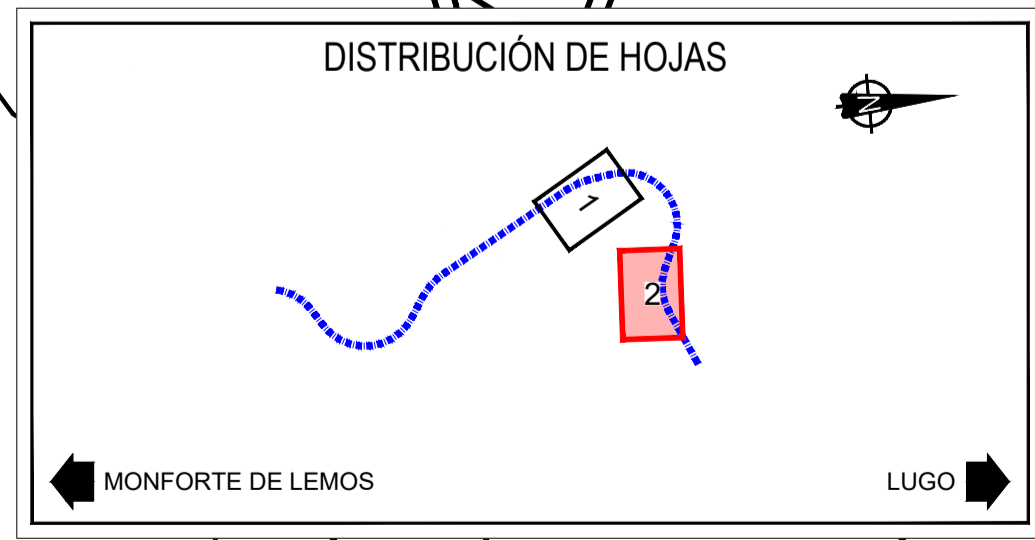 DISTRIBUCIÓN DE HOJAS
N
1
2
MONFORTE DE LEMOS
LUGO